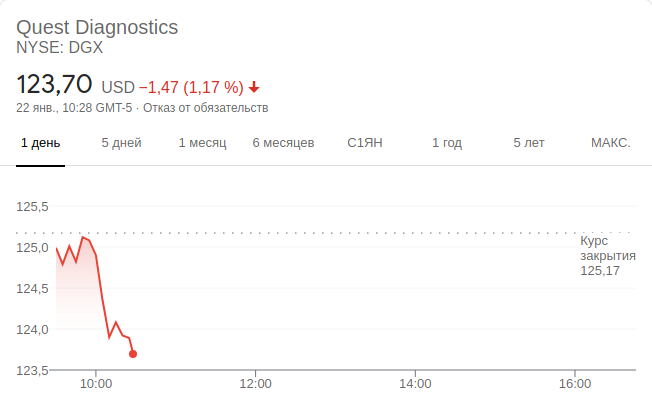 Quest Diagnostics
NYSE: DGX
123,70 USD −1,47 (1,17 %)
22 янв., 10:28 GMT-5 · Отказ от обязательств
1 день 5 дней 1 месяц 6 месяцев С1ЯН 1 год 5 лет МАКС.
125,5
125,0
124,5
124,0
123,5
Курс
закрытия
125,17
10:00 12:00 14:00 16:00